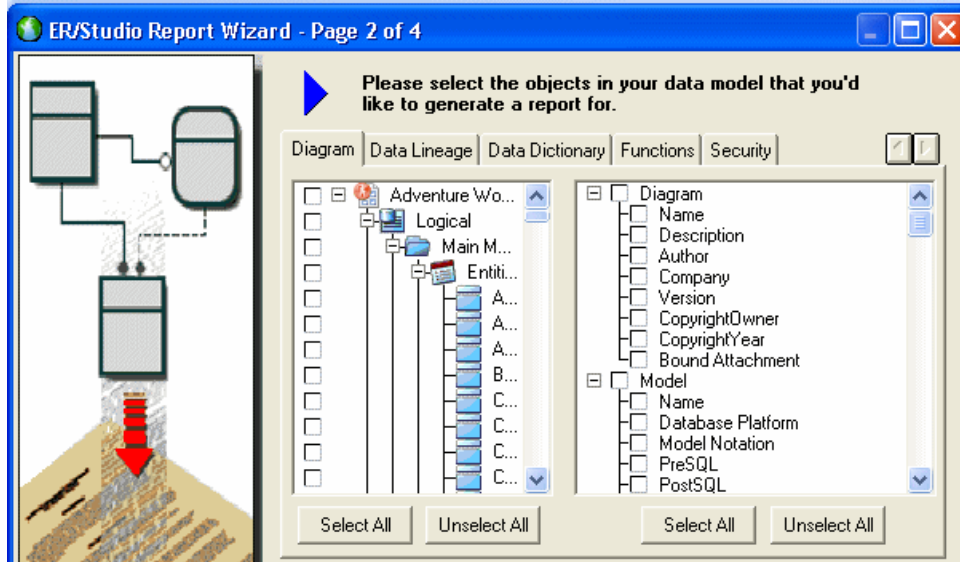 ER/Studio Report Wizard - Page 2 of 4
Please select the objects in your data model that you'd
like to generate a report for.
Diagram
Data Lineage
Data Dictionary
Functions
Security
Adventure Wo...
Logical
Main M...
Entiti...
A...
A...
A...
B...
C...
C...
C...
C...
Select All
Unselect All
Diagram
Name
Description
Author
Company
Version
CopyrightOwner
CopyrightYear
Bound Attachment
Model
Name
Database Platform
Model Notation
PreSQL
PostSQL
Select All
Unselect All